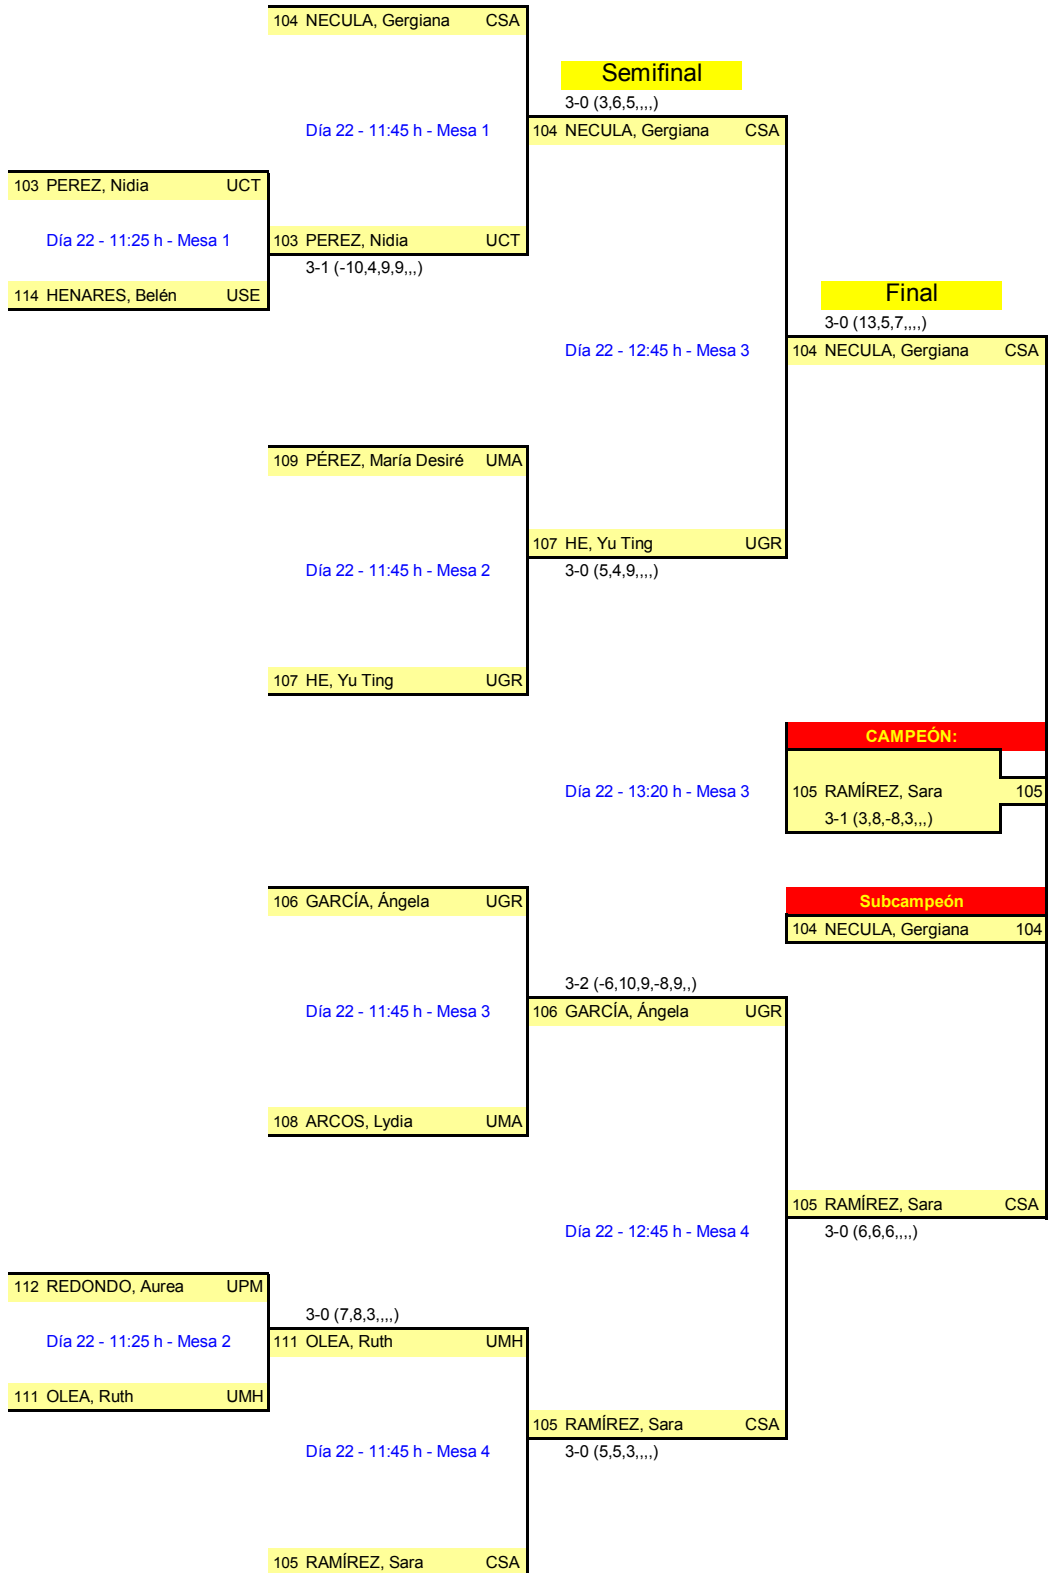 104 NECULA, Gergiana CSA
Semifinal
3-0 (3,6,5,,,,)
Día 22 - 11:45 h - Mesa 1
104 NECULA, Gergiana CSA
103 PEREZ, Nidia UCT
Día 22 - 11:25 h - Mesa 1
103 PEREZ, Nidia UCT
3-1 (-10,4,9,9,,,)
114 HENARES, Belén USE
Final
3-0 (13,5,7,,,,)
Día 22 - 12:45 h - Mesa 3
104 NECULA, Gergiana CSA
109 PÉREZ, María Desiré UMA
107 HE, Yu Ting UGR
Día 22 - 11:45 h - Mesa 2
3-0 (5,4,9,,,,)
107 HE, Yu Ting UGR
CAMPEÓN:
Día 22 - 13:20 h - Mesa 3
105 RAMÍREZ, Sara 105
3-1 (3,8,-8,3,,,)
106 GARCÍA, Ángela UGR
Subcampeón
104 NECULA, Gergiana 104
3-2 (-6,10,9,-8,9,,)
Día 22 - 11:45 h - Mesa 3
106 GARCÍA, Ángela UGR
108 ARCOS, Lydia UMA
105 RAMÍREZ, Sara CSA
Día 22 - 12:45 h - Mesa 4
3-0 (6,6,6,,,,)
112 REDONDO, Aurea UPM
3-0 (7,8,3,,,,)
Día 22 - 11:25 h - Mesa 2
111 OLEA, Ruth UMH
111 OLEA, Ruth UMH
105 RAMÍREZ, Sara CSA
Día 22 - 11:45 h - Mesa 4
3-0 (5,5,3,,,,)
105 RAMÍREZ, Sara CSA